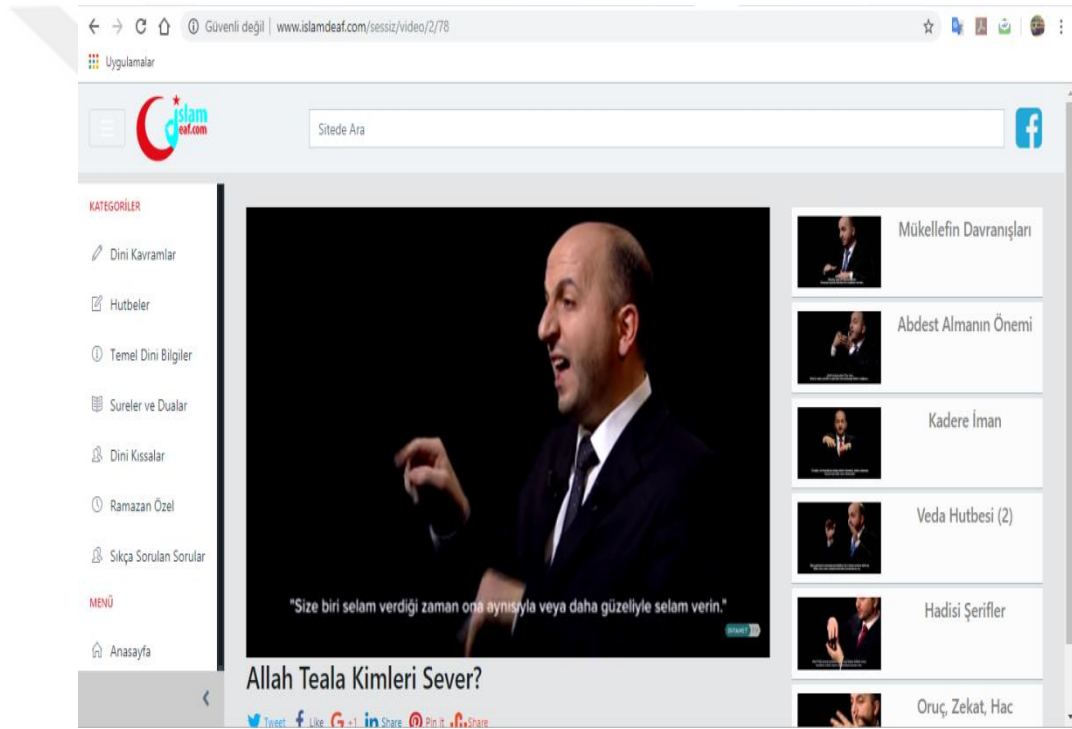 Güvenli değil | www.islamdeaf.com/sessiz/video/2/78
Uygulamalar
islam
deaf.com
Sitede Ara
KATEGORİLER
Dini Kavramlar
Hutbeler
Temel Dini Bilgiler
Sureler ve Dualar
Dini Kıssalar
Ramazan Özel
Sıkça Sorulan Sorular
MENÜ
Anasayfa
"Size biri selam verdiği zaman ona aynısıyla veya daha güzeliyle selam verin."
DİYANET
Allah Teala Kimleri Sever?
Tweet Like G+ +1 in Share Pin it Share
Mükellefin Davranışları
Abdest Almanın Önemi
Kadere İman
Veda Hutbesi (2)
Hadisi Şerifler
Oruç, Zekat, Hac